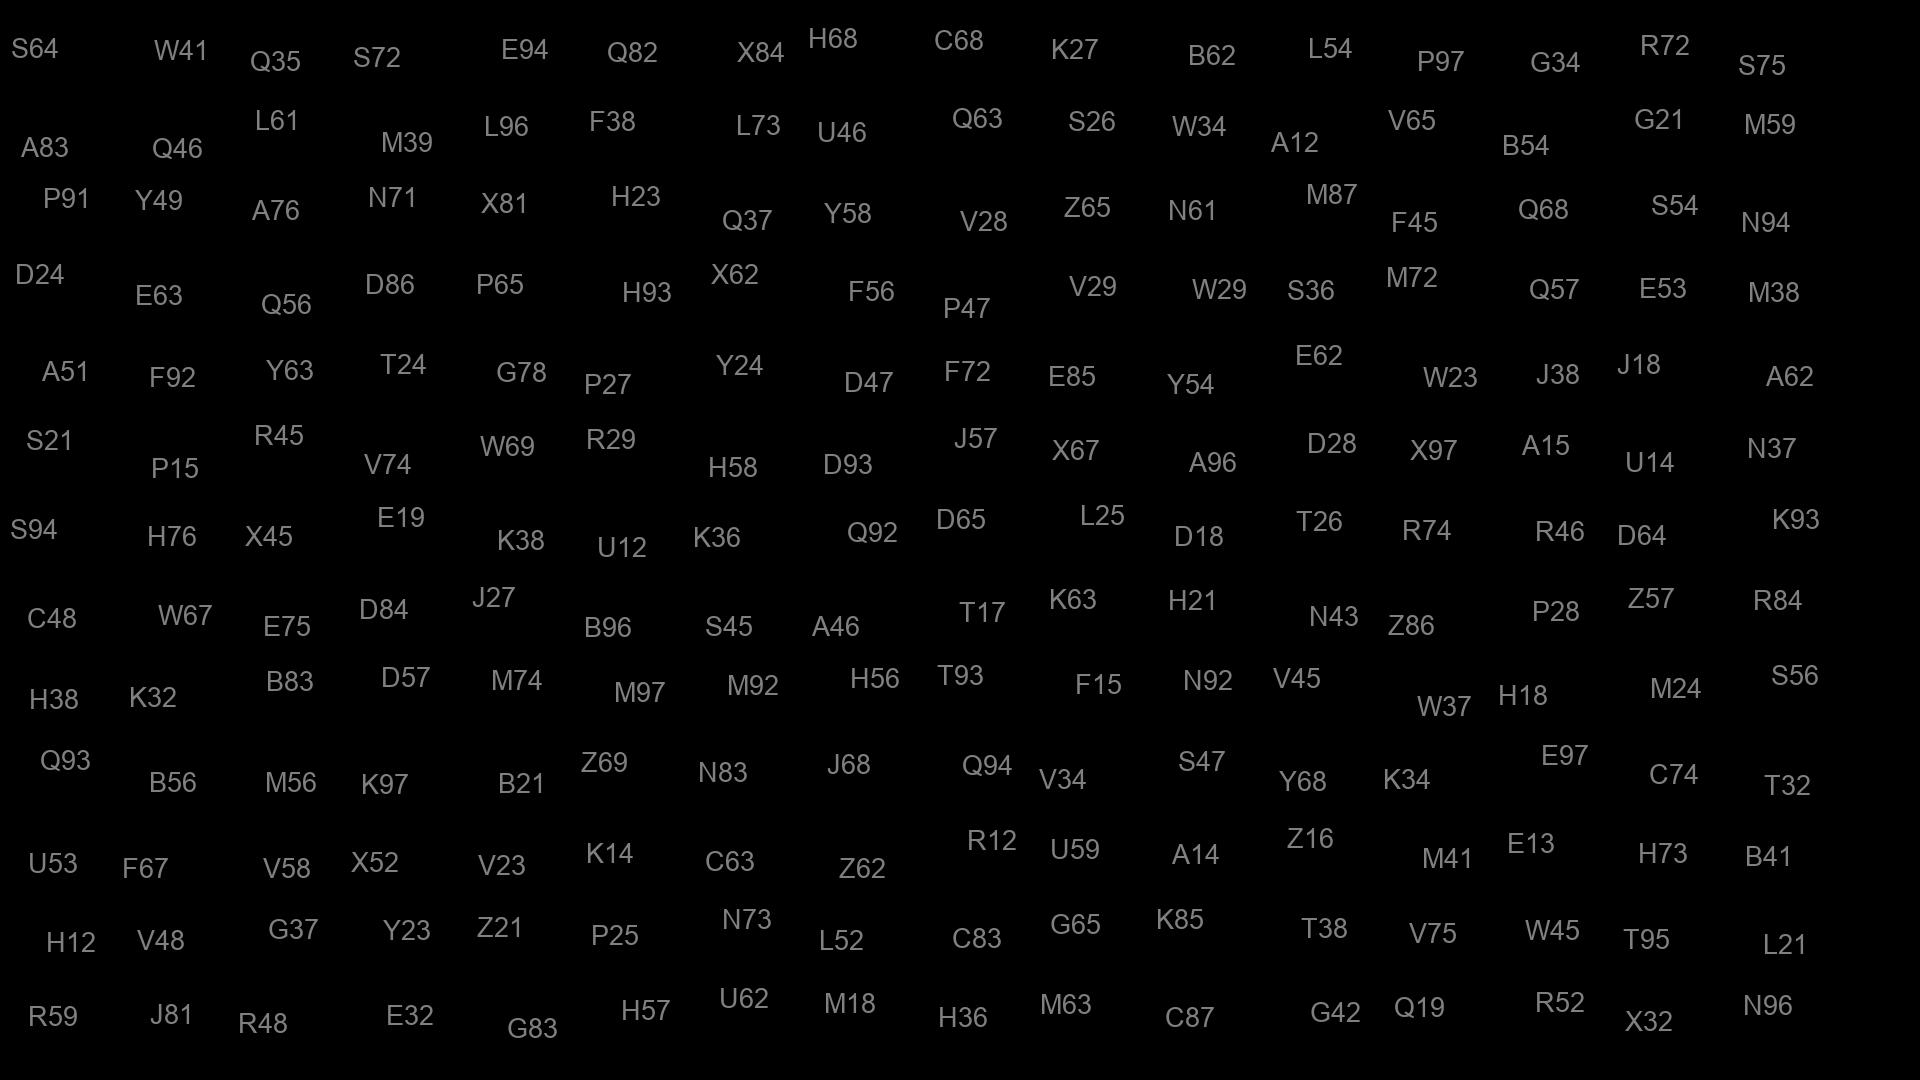 S64 W41 Q35 S72 E94 Q82 X84 H68 C68 K27 B62 L54 P97 G34 R72 S75
A83 Q46 L61 M39 L96 F38 L73 U46 Q63 S26 W34 A12 V65 B54 G21 M59
P91 Y49 A76 N71 X81 H23 Q37 Y58 V28 Z65 N61 M87 F45 Q68 S54 N94
D24 E63 Q56 D86 P65 H93 X62 F56 P47 V29 W29 S36 M72 Q57 E53 M38
A51 F92 Y63 T24 G78 P27 Y24 D47 F72 E85 Y54 E62 W23 J38 J18 A62
S21 P15 R45 V74 W69 R29 H58 D93 J57 X67 A96 D28 X97 A15 U14 N37
S94 H76 X45 E19 K38 U12 K36 Q92 D65 L25 D18 T26 R74 R46 D64 K93
C48 W67 E75 D84 J27 B96 S45 A46 T17 K63 H21 N43 Z86 P28 Z57 R84
H38 K32 B83 D57 M74 M97 M92 H56 T93 F15 N92 V45 W37 H18 M24 S56
Q93 B56 M56 K97 B21 Z69 N83 J68 Q94 V34 S47 Y68 K34 E97 C74 T32
U53 F67 V58 X52 V23 K14 C63 Z62 R12 U59 A14 Z16 M41 E13 H73 B41
H12 V48 G37 Y23 Z21 P25 N73 L52 C83 G65 K85 T38 V75 W45 T95 L21
R59 J81 R48 E32 G83 H57 U62 M18 H36 M63 C87 G42 Q19 R52 X32 N96